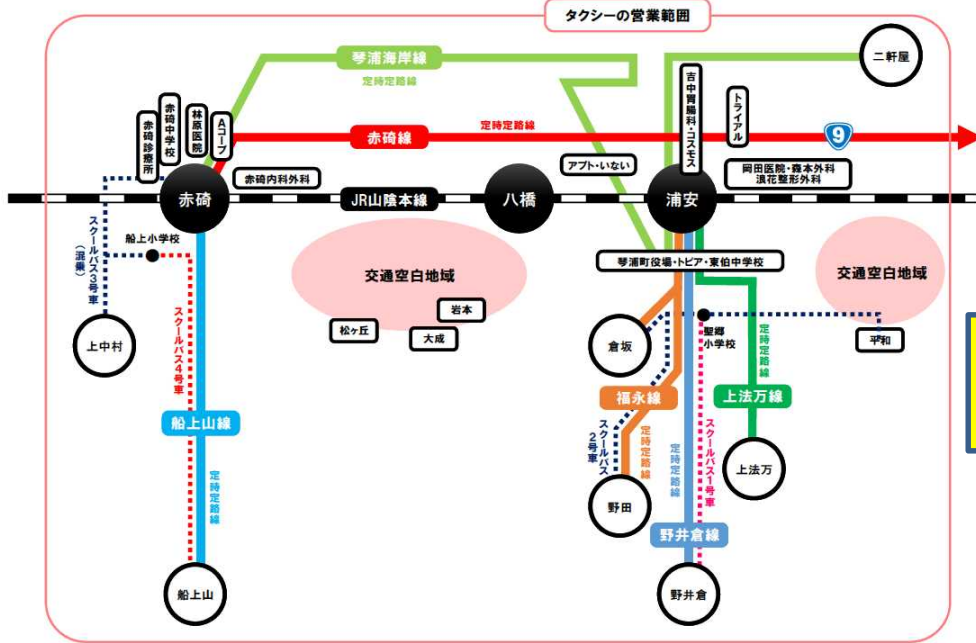 タクシーの営業範囲
二軒屋
琴浦海岸線
定時定路線
吉中胃腸科・コスモス
トライアル
赤碕診療所
赤碕中学校
林原医院
Aコープ
赤碕線
定時定路線
9
赤碕内科外科
アプト・いない
岡田医院・森本外科
浪花整形外科
赤碕
JR山陰本線
八橋
浦安
スクールバス3号車
(混乗)
船上小学校
交通空白地域
琴浦町役場・トピア・東伯中学校
交通空白地域
岩本
松ヶ丘
大成
上中村
スクールバス4号車
倉坂
聖郷
小学校
定時定路線
平和
船上山線
福永線
上法万線
定時定路線
スクールバス
2号車
定時定路線
定時定路線
スクールバス1号車
上法万
野田
野井倉線
船上山
野井倉